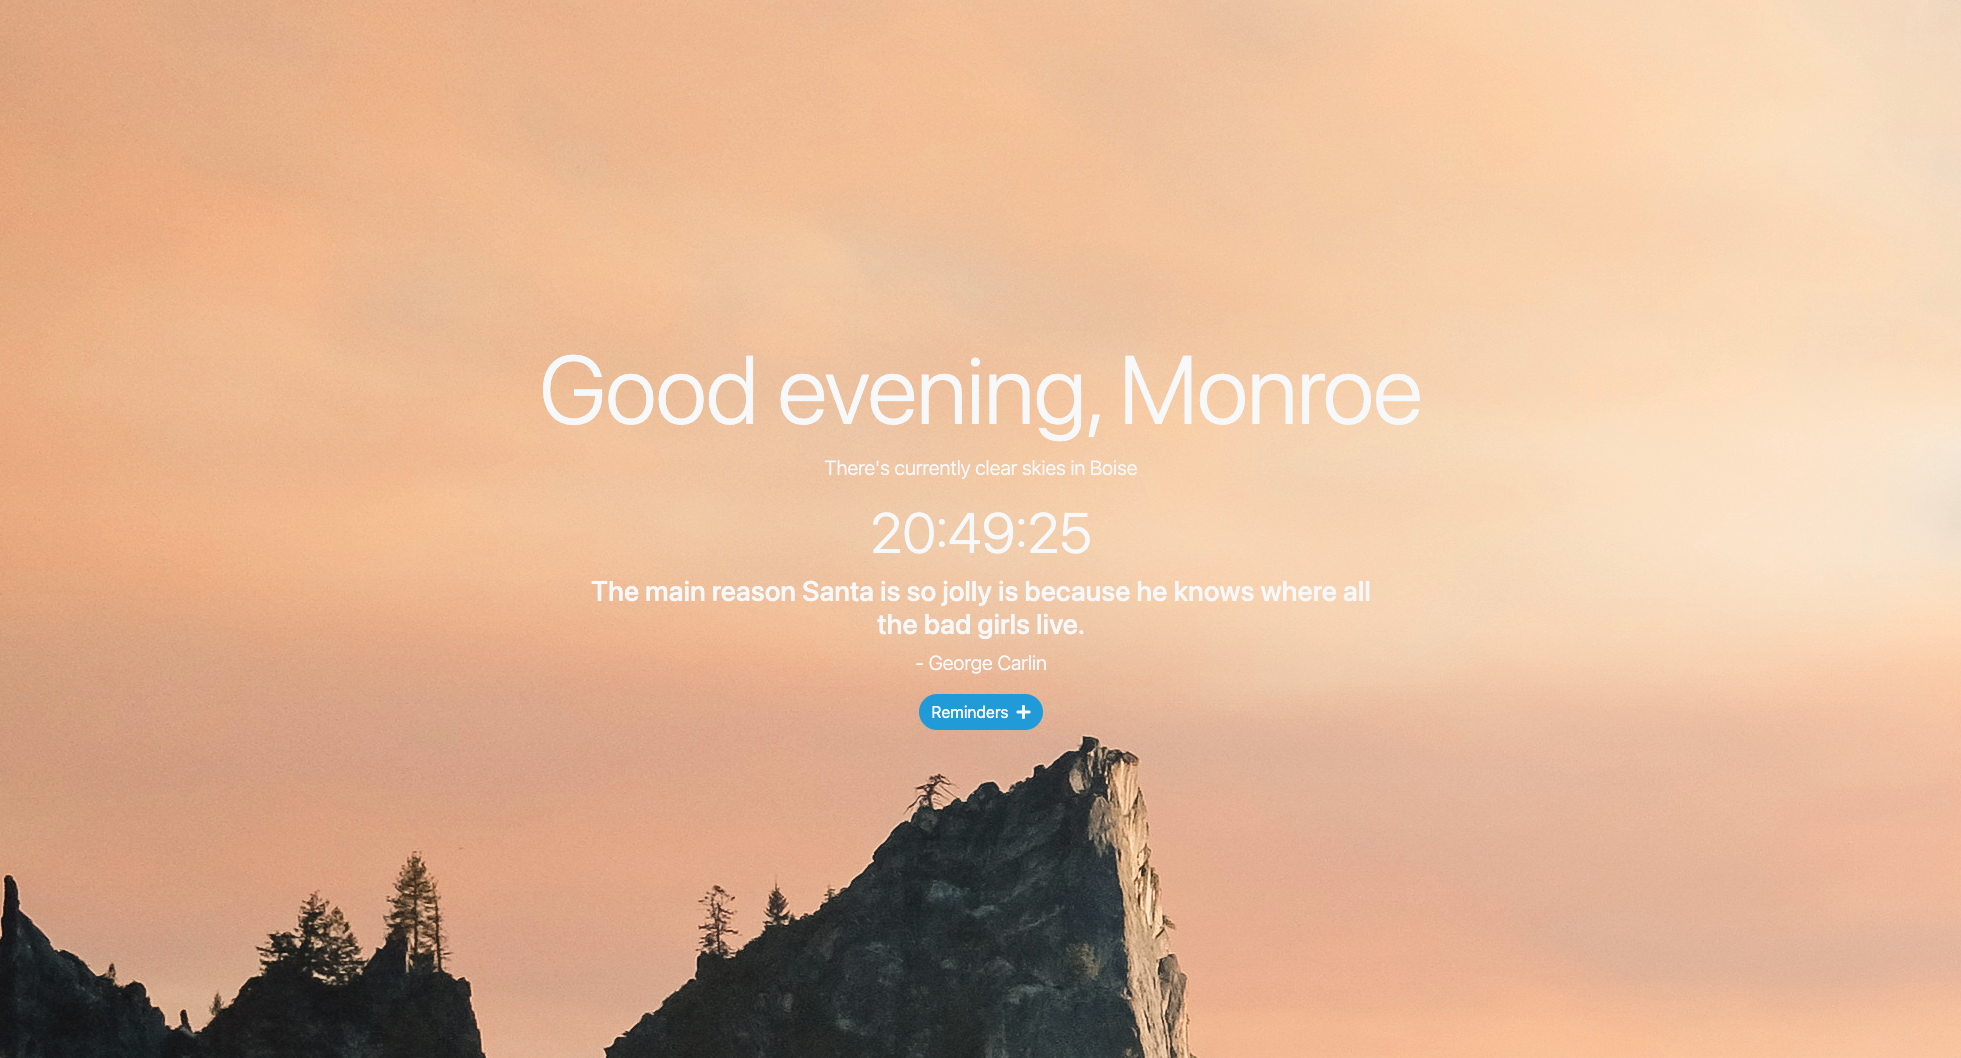 Good evening, Monroe
There's currently clear skies in Boise
20:49:25
The main reason Santa is so jolly is because he knows where all
the bad girls live.
- George Carlin
Reminders +